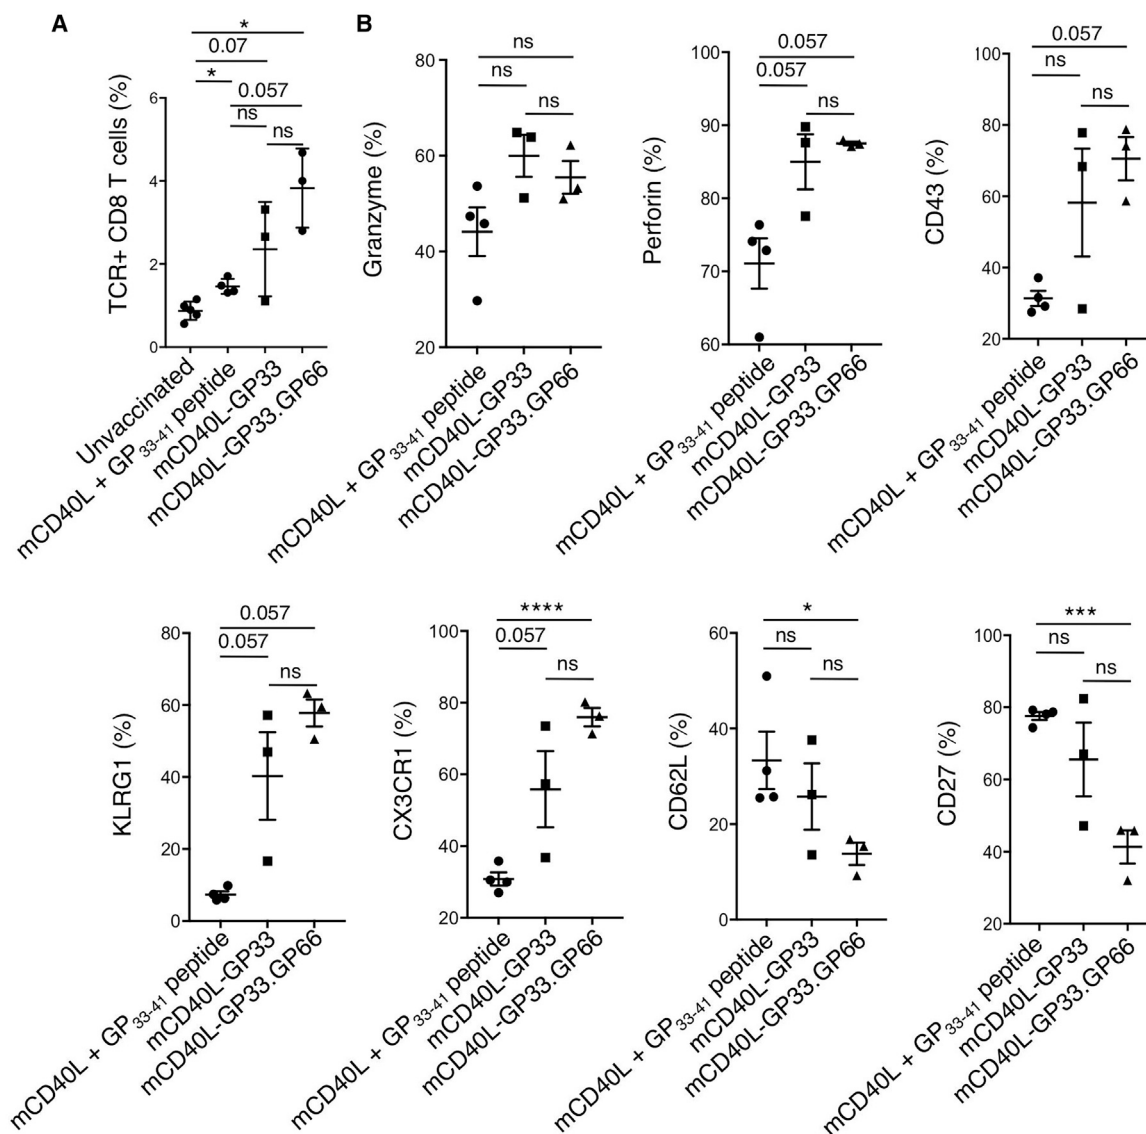 A
B
*
0.07
*
0.057
ns
ns
TCR+ CD8 T cells (%)
6
4
2
0
Unvaccinated
mCD40L + GP33-41 peptide
mCD40L-GP33
mCD40L-GP33.GP66
ns
ns
ns
Granzyme (%)
80
60
40
20
mCD40L + GP33-41 peptide
mCD40L-GP33
mCD40L-GP33.GP66
0.057
0.057
ns
Perforin (%)
100
90
80
70
60
mCD40L + GP33-41 peptide
mCD40L-GP33
mCD40L-GP33.GP66
0.057
ns
ns
CD43 (%)
100
80
60
40
20
mCD40L + GP33-41 peptide
mCD40L-GP33
mCD40L-GP33.GP66
0.057
0.057
ns
KLRG1 (%)
80
60
40
20
0
mCD40L + GP33-41 peptide
mCD40L-GP33
mCD40L-GP33.GP66
****
0.057
ns
CX3CR1 (%)
100
80
60
40
20
mCD40L + GP33-41 peptide
mCD40L-GP33
mCD40L-GP33.GP66
*
ns
ns
CD62L (%)
60
40
20
0
mCD40L + GP33-41 peptide
mCD40L-GP33
mCD40L-GP33.GP66
***
ns
ns
CD27 (%)
100
80
60
40
20
mCD40L + GP33-41 peptide
mCD40L-GP33
mCD40L-GP33.GP66